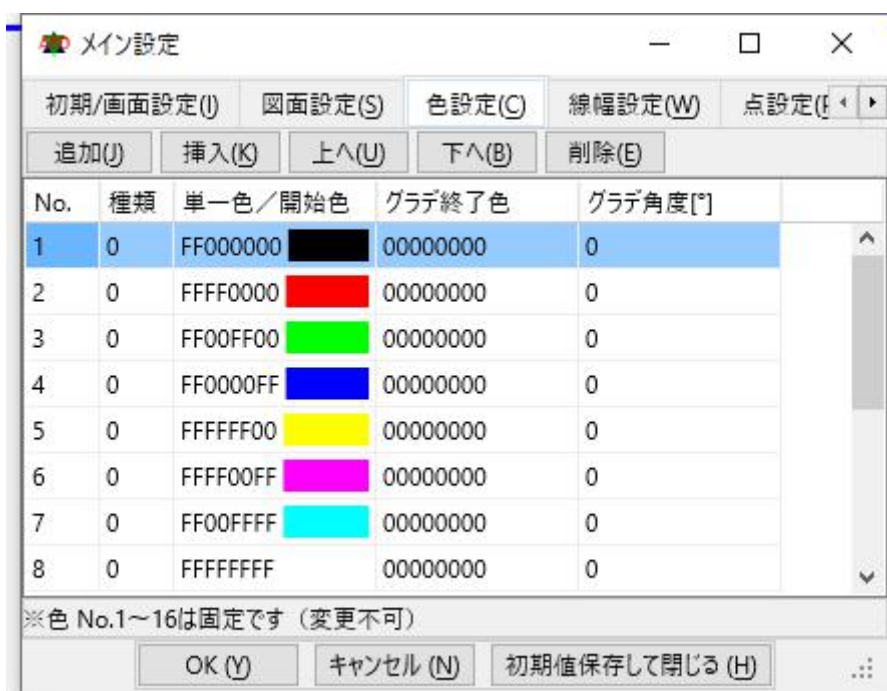 メイン設定
初期/画面設定(I) 図面設定(S) 色設定(C) 線幅設定(W) 点設定(
追加(J) 挿入(K) 上へ(U) 下へ(B) 削除(E)
No. 種類 単一色／開始色 グラデ終了色 グラデ角度[°]
1 0 FF000000 00000000 0
2 0 FFFF0000 00000000 0
3 0 FF00FF00 00000000 0
4 0 FF0000FF 00000000 0
5 0 FFFFFF00 00000000 0
6 0 FFFF00FF 00000000 0
7 0 FF00FFFF 00000000 0
8 0 FFFFFFFF 00000000 0
※色 No.1～16は固定です（変更不可）
OK (Y) キャンセル (N) 初期値保存して閉じる (H)